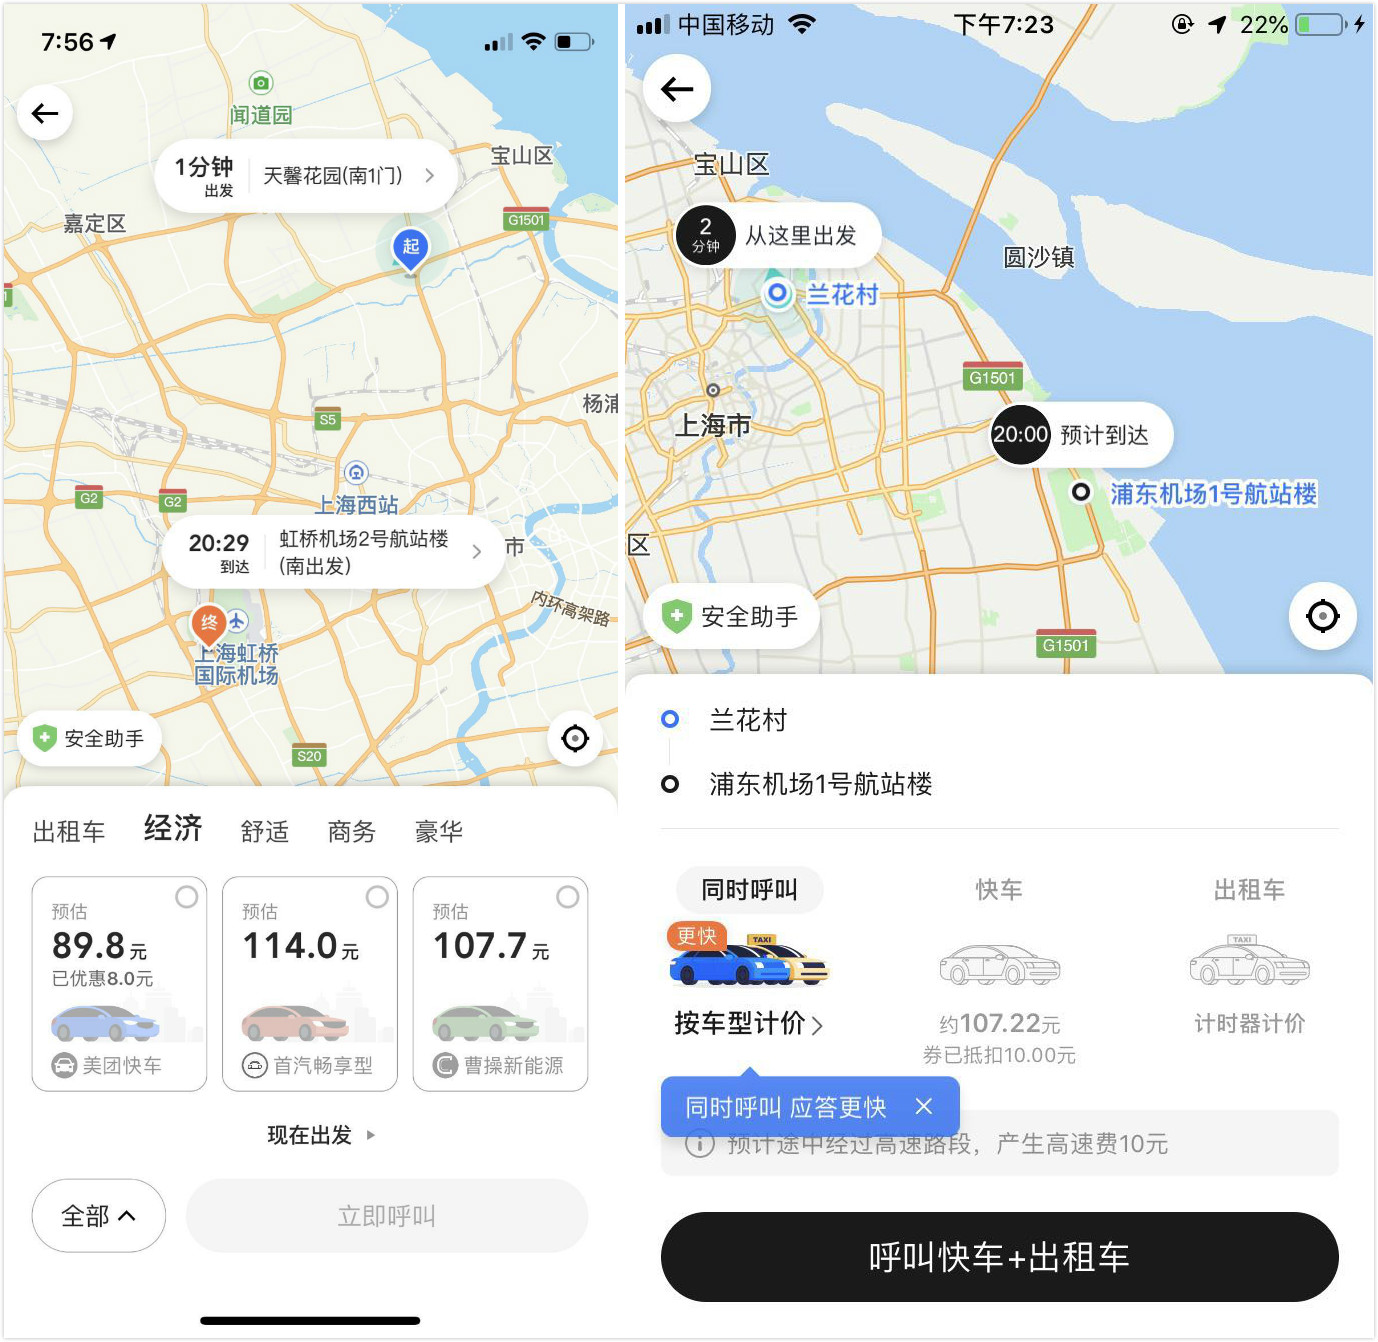 7:56
闻道园
宝山区
1分钟
出发
天馨花园(南1门)
嘉定区
G1501
起
杨浦
S5
G2
G2
上海西站
20:29
到达
虹桥机场2号航站楼
(南出发)
市
内环高架路
终
上海虹桥
国际机场
安全助手
S20
出租车
经济
舒适
商务
豪华
预估
89.8元
已优惠8.0元
美团快车
预估
114.0元
首汽畅享型
预估
107.7元
曹操新能源
现在出发
全部
立即呼叫
中国移动
下午7:23
22%
宝山区
2
分钟
从这里出发
圆沙镇
兰花村
G1501
上海市
20:00
预计到达
浦东机场1号航站楼
区
安全助手
G1501
兰花村
浦东机场1号航站楼
同时呼叫
快车
出租车
更快
TAXI
TAXI
按车型计价
约107.22元
券已抵扣10.00元
计时器计价
同时呼叫 应答更快
预计途中经过高速路段，产生高速费10元
呼叫快车+出租车